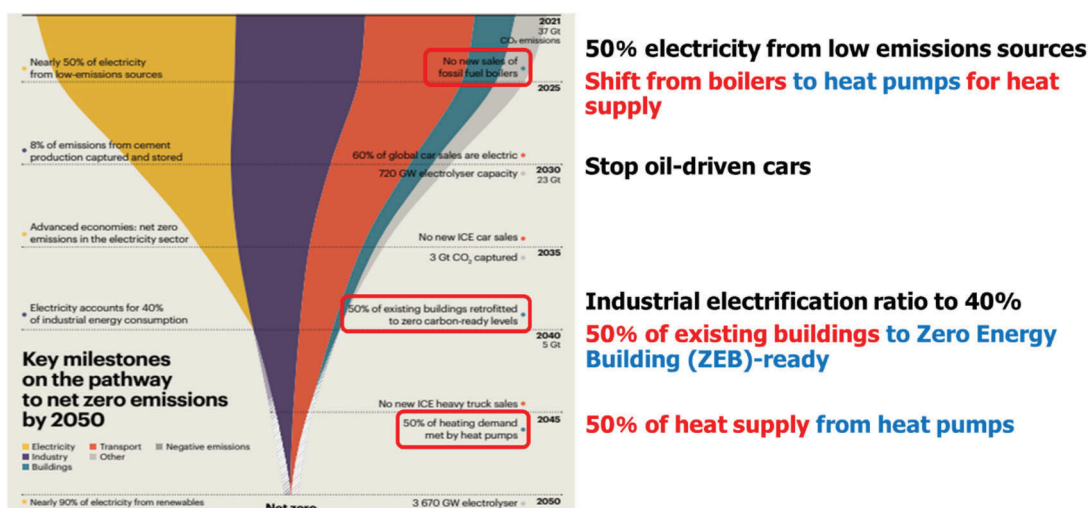 2021
37 Gt
CO₂ emissions
Nearly 50% of electricity
from low-emissions sources
No new sales of
fossil fuel boilers
2025
8% of emissions from cement
production captured and stored
60% of global car sales are electric
720 GW electrolyser capacity
2030
23 Gt
Advanced economies: net zero
emissions in the electricity sector
No new ICE car sales
2035
3 Gt CO₂ captured
Electricity accounts for 40%
of industrial energy consumption
50% of existing buildings retrofitted
to zero carbon-ready levels
2040
5 Gt
Key milestones
on the pathway
to net zero emissions
by 2050
No new ICE heavy truck sales
2045
50% of heating demand
met by heat pumps
Electricity
Transport
Negative emissions
Industry
Other
Buildings
Nearly 90% of electricity from renewables
Net zero
3 670 GW electrolyser
2050
50% electricity from low emissions sources
Shift from boilers to heat pumps for heat
supply
Stop oil-driven cars
Industrial electrification ratio to 40%
50% of existing buildings to Zero Energy
Building (ZEB)-ready
50% of heat supply from heat pumps